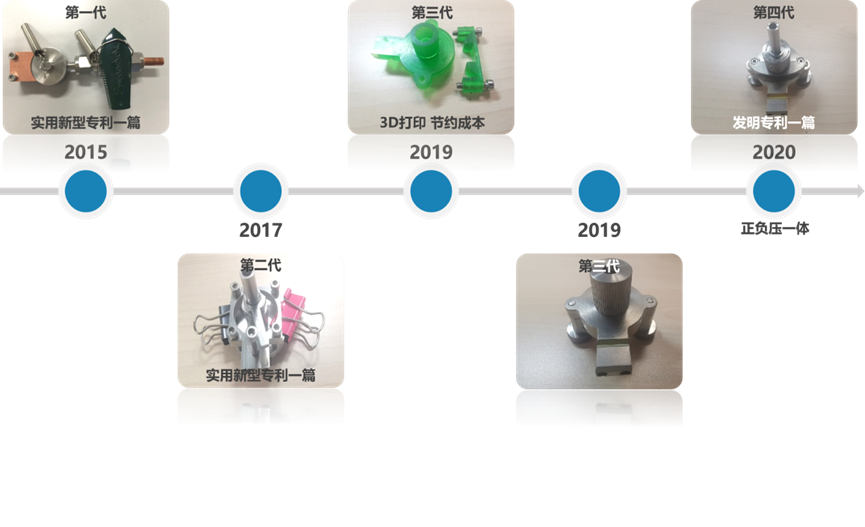 第一代
实用新型专利一篇
2015
第二代
实用新型专利一篇
2017
第三代
3D打印 节约成本
2019
第三代
2019
第四代
发明专利一篇
2020
正负压一体